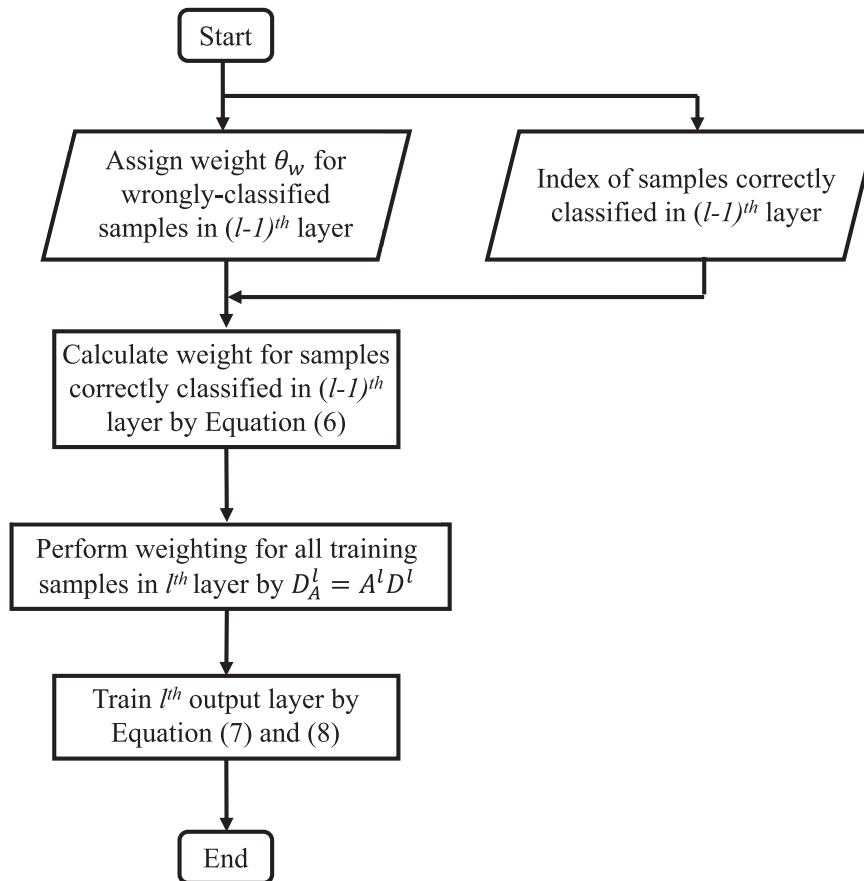 Start
Assign weight θ_w for
wrongly-classified
samples in (l-1)^th layer
Index of samples correctly
classified in (l-1)^th layer
Calculate weight for samples
correctly classified in (l-1)^th
layer by Equation (6)
Perform weighting for all training
samples in l^th layer by D_A^l = A^l D^l
Train l^th output layer by
Equation (7) and (8)
End